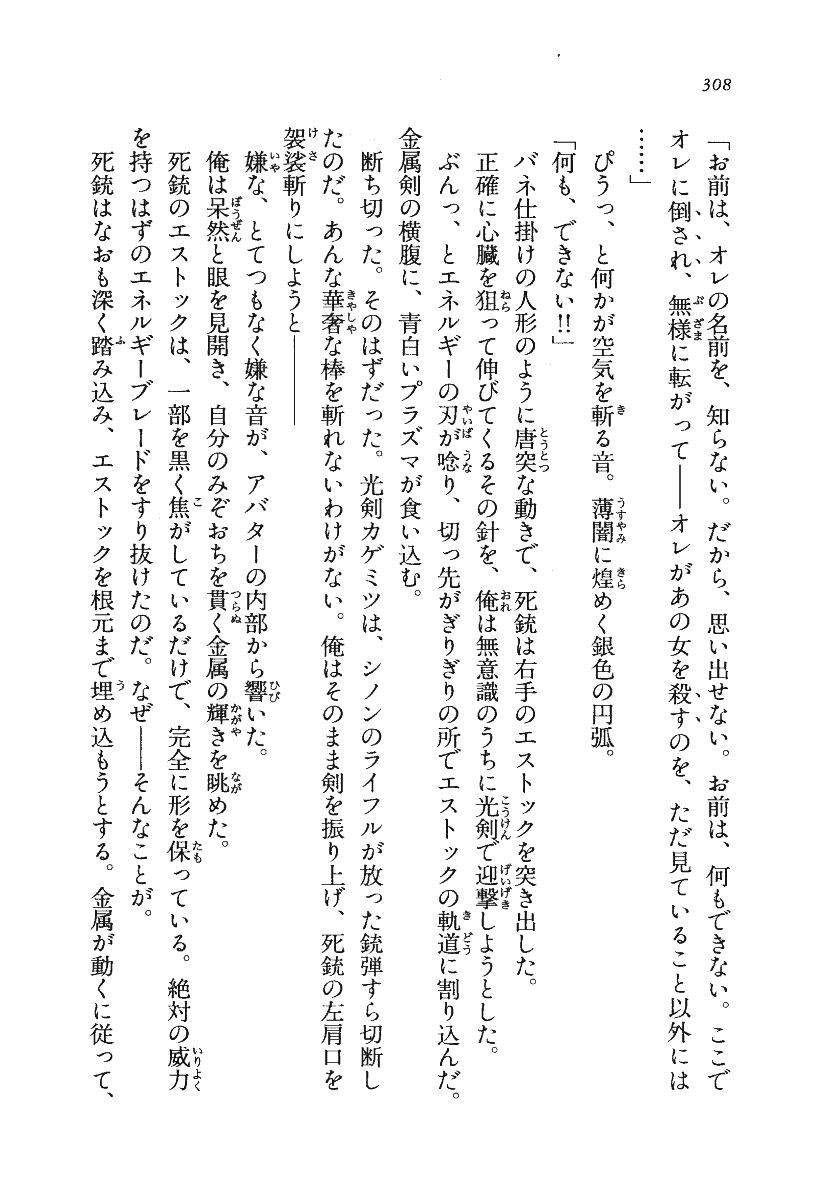 308
「お前は、オレの名前を、知らない。だから、思い出せない。お前は、何もできない。ここで
オレに倒され、無様に転がって――オレがあの女を殺すのを、ただ見ていること以外には
……」
ぴうっ、と何かが空気を斬る音。薄闇に煌めく銀色の円弧。
「何も、できない!!」
バネ仕掛けの人形のように唐突な動きで、死銃は右手のエストックを突き出した。
正確に心臓を狙って伸びてくるその針を、俺は無意識のうちに光剣で迎撃しようとした。
ぶんっ、とエネルギーの刃が唸り、切っ先がぎりぎりの所でエストックの軌道に割り込んだ。
金属剣の横腹に、青白いプラズマが食い込む。
断ち切った。そのはずだった。光剣カゲミツは、シノンのライフルが放った銃弾すら切断し
たのだ。あんな華奢な棒を斬れないわけがない。俺はそのまま剣を振り上げ、死銃の左肩口を
袈裟斬りにしようと――――
嫌な、とてつもなく嫌な音が、アバターの内部から響いた。
俺は呆然と眼を見開き、自分のみぞおちを貫く金属の輝きを眺めた。
死銃のエストックは、一部を黒く焦がしているだけで、完全に形を保っている。絶対の威力
を持つはずのエネルギーブレードをすり抜けたのだ。なぜ――そんなことが。
死銃はなおも深く踏み込み、エストックを根元まで埋め込もうとする。金属が動くに従って、